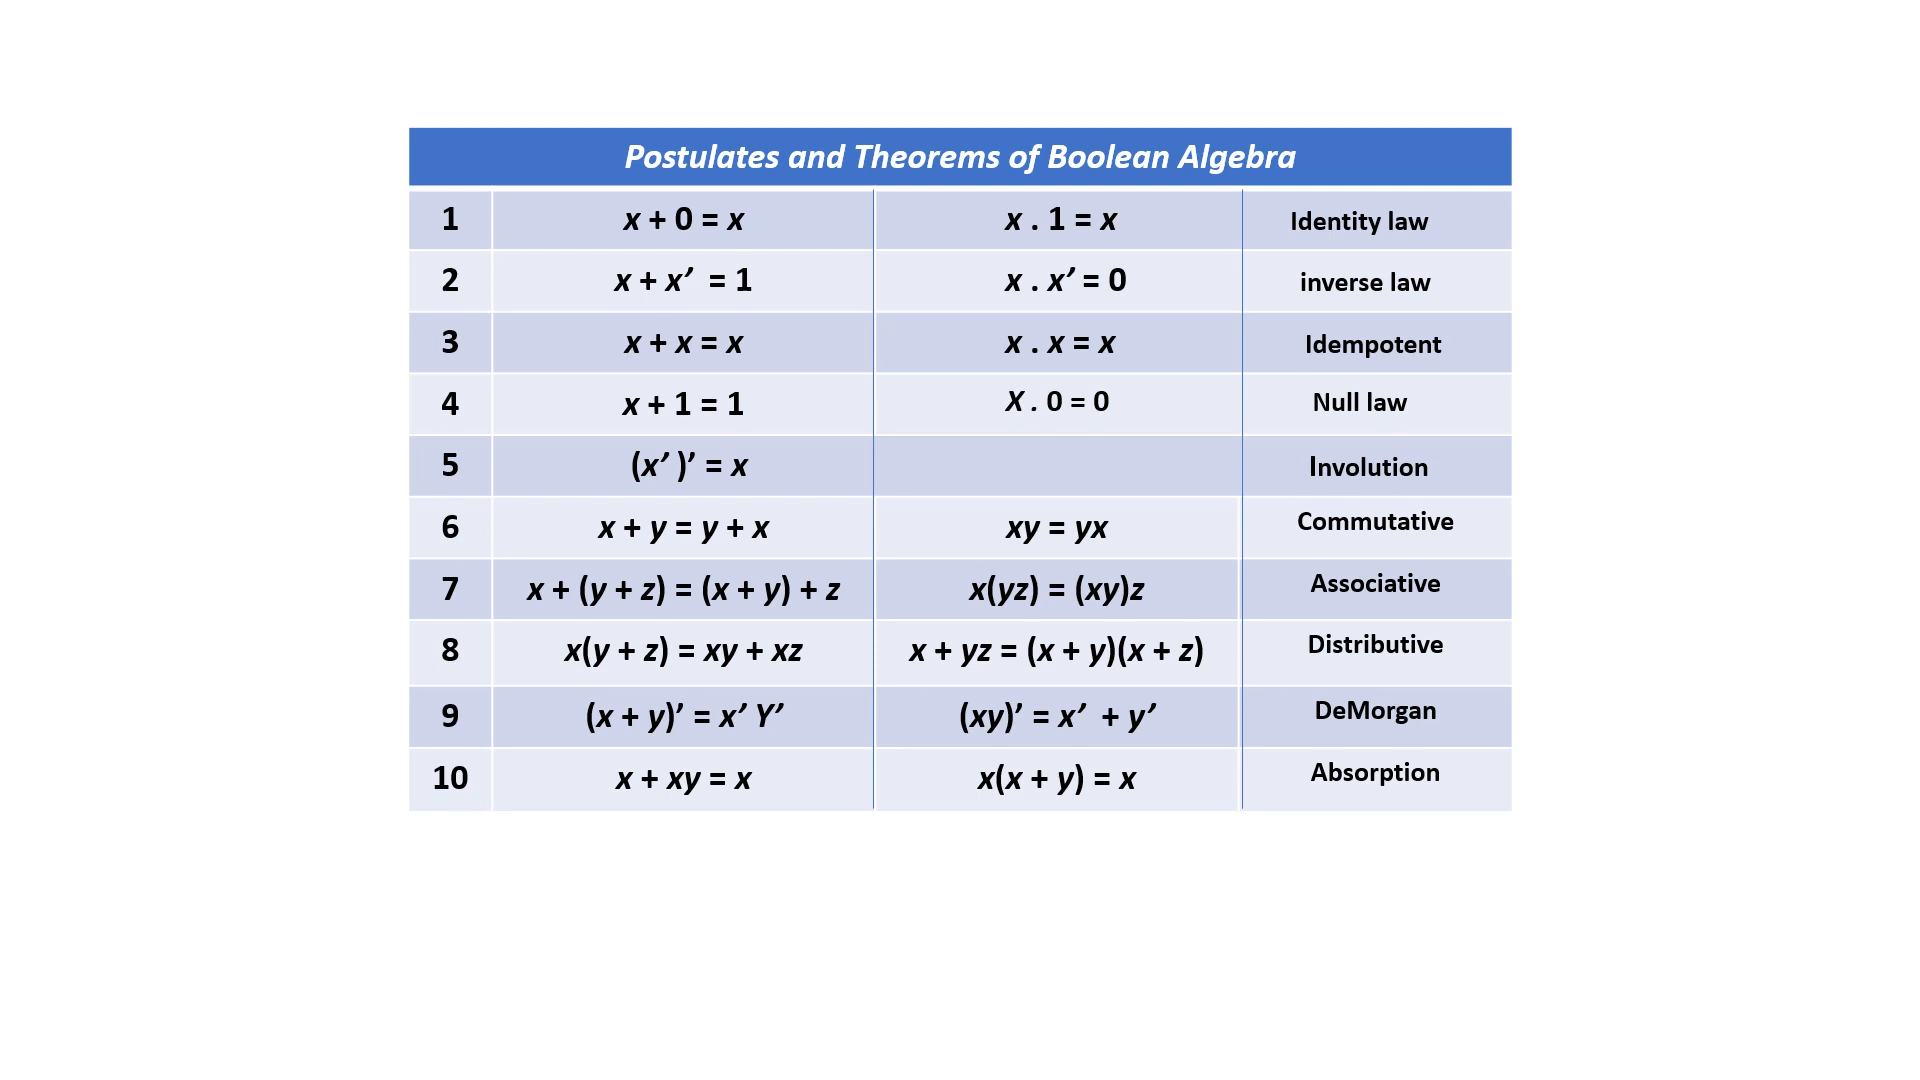 Postulates and Theorems of Boolean Algebra
1 x + 0 = x x . 1 = x Identity law
2 x + x’ = 1 x . x’ = 0 inverse law
3 x + x = x x . x = x Idempotent
4 x + 1 = 1 X . 0 = 0 Null law
5 (x’ )’ = x Involution
6 x + y = y + x xy = yx Commutative
7 x + (y + z) = (x + y) + z x(yz) = (xy)z Associative
8 x(y + z) = xy + xz x + yz = (x + y)(x + z) Distributive
9 (x + y)’ = x’ Y’ (xy)’ = x’ + y’ DeMorgan
10 x + xy = x x(x + y) = x Absorption